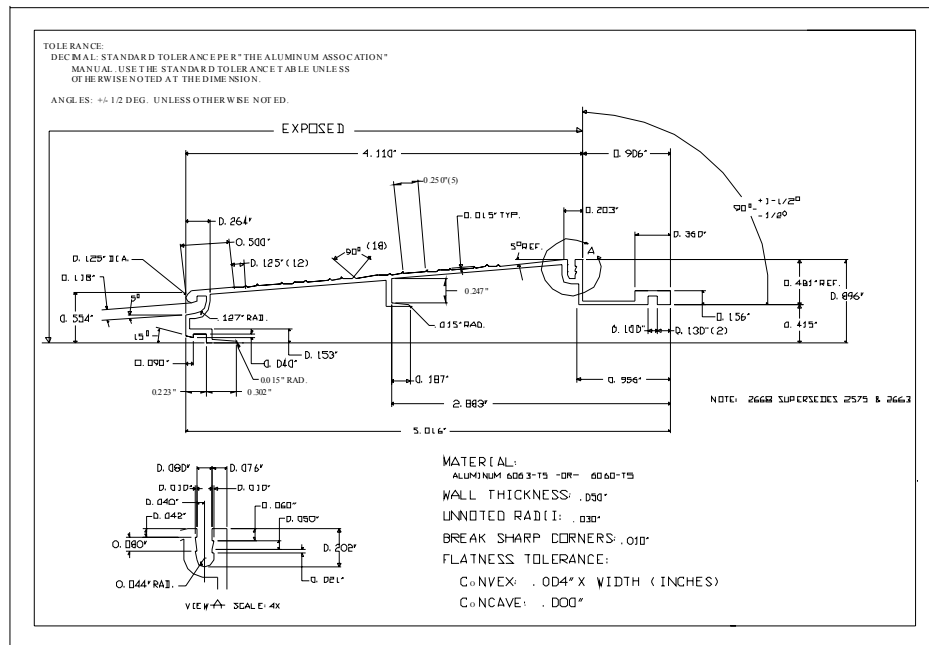 TOLERANCE:
DECIMAL: STANDARD TOLERANCE PER "THE ALUMINUM ASSOCATION"
MANUAL. USE THE STANDARD TOLERANCE TABLE UNLESS
OTHERWISE NOTED AT THE DIMENSION.
ANGLES: +/- 1/2 DEG. UNLESS OTHERWISE NOTED.
EXPOSED
4.110"
0.906"
0.250"(5)
90° +1-1/2°
-1/2°
0.264"
0.015" TYP.
0.203"
0.500"
0.360"
90° (18)
5° REF.
A
0.125" DIA.
0.125" (12)
0.118"
0.481" REF.
0.896"
5°
0.247"
0.554"
.127" RAD.
.015" RAD.
0.156"
0.415"
15°
0.100"
0.130" (2)
0.153"
0.090"
0.040"
0.015" RAD.
0.187"
0.956"
0.223"
0.302"
2.883"
NOTE: 2668 SUPERSEDES 2575 & 2663
5.016"
0.080"
0.076"
0.010"
0.010"
0.040"
0.060"
0.042"
0.050"
0.080"
0.202"
0.021"
0.044" RAD.
VIEW A SCALE: 4X
MATERIAL:
ALUMINUM 6063-T5 -OR- 6060-T5
WALL THICKNESS: .050"
UNNOTED RADII: .030"
BREAK SHARP CORNERS: .010"
FLATNESS TOLERANCE:
CONVEX: .004" X WIDTH (INCHES)
CONCAVE: .000"